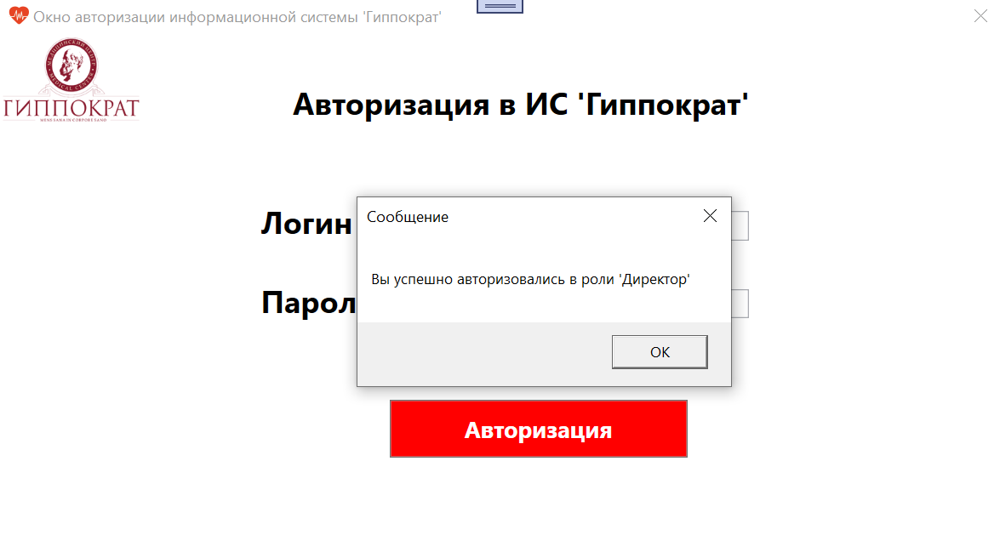 Окно авторизации информационной системы 'Гиппократ'
МЕДИЦИНСКИЙ ЦЕНТР
MEDICAL CENTER
ГИППОКРАТ
MENS SANA IN CORPORE SANO
Авторизация в ИС 'Гиппократ'
Сообщение
Логин
Вы успешно авторизовались в роли 'Директор'
Парол
OK
Авторизация